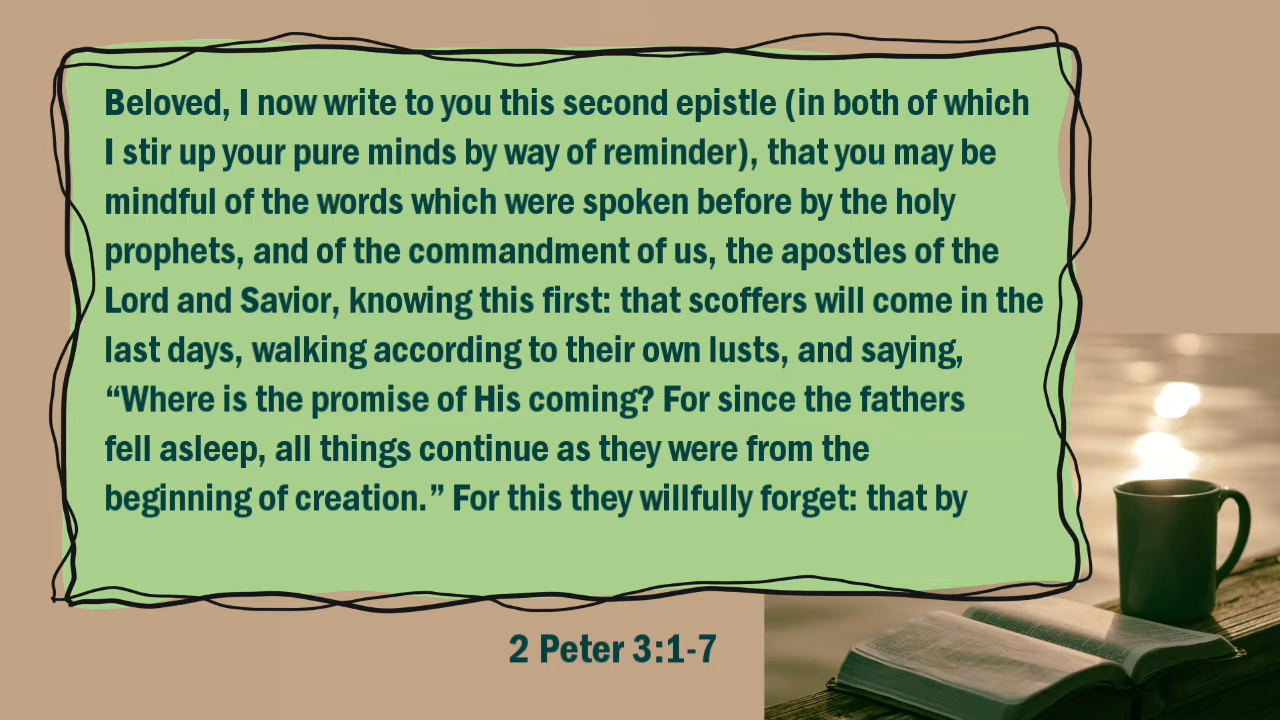 Beloved, I now write to you this second epistle (in both of which
I stir up your pure minds by way of reminder), that you may be
mindful of the words which were spoken before by the holy
prophets, and of the commandment of us, the apostles of the
Lord and Savior, knowing this first: that scoffers will come in the
last days, walking according to their own lusts, and saying,
“Where is the promise of His coming? For since the fathers
fell asleep, all things continue as they were from the
beginning of creation.” For this they willfully forget: that by
2 Peter 3:1-7